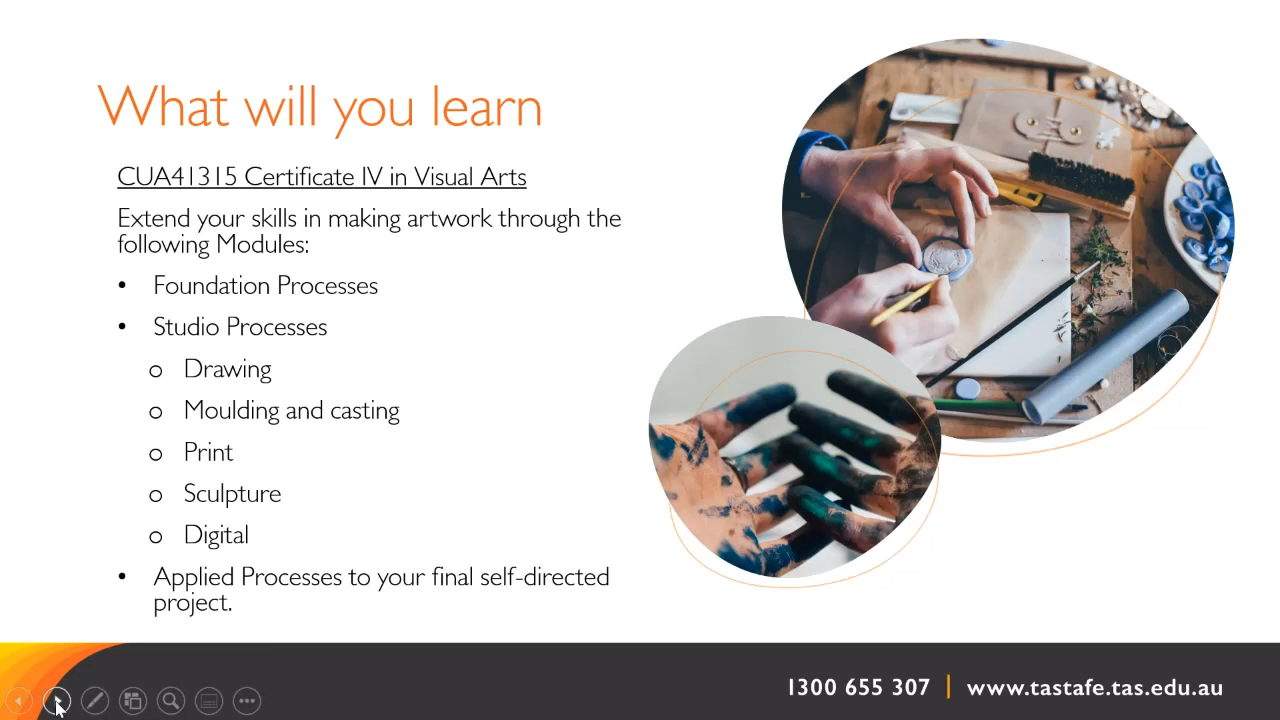 What will you learn
CUA41315 Certificate IV in Visual Arts
Extend your skills in making artwork through the
following Modules:
• Foundation Processes
• Studio Processes
o Drawing
o Moulding and casting
o Print
o Sculpture
o Digital
• Applied Processes to your final self-directed
project.
1300 655 307 | www.tastafe.tas.edu.au